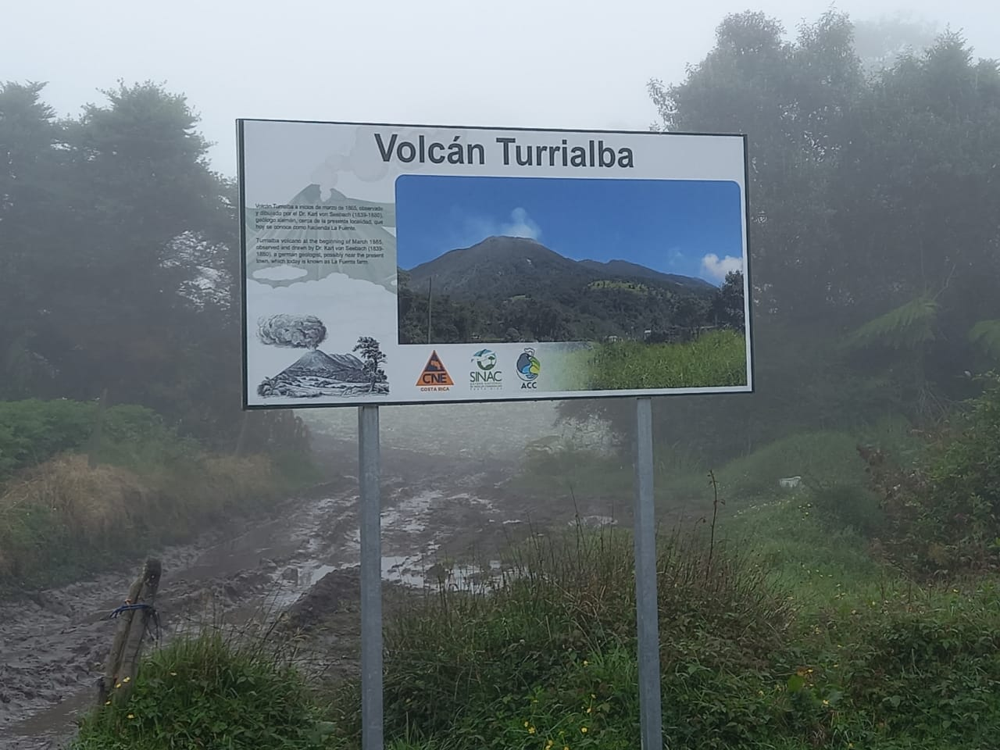 Volcán Turrialba
Volcán Turrialba a inicios de marzo de 1865, observado
y dibujado por el Dr. Karl von Seebach (1839-1880),
geólogo alemán, cerca de la presente localidad, que
hoy se conoce como hacienda La Fuente.
Turrialba volcano at the beginning of March 1865,
observed and drawn by Dr. Karl von Seebach (1839-
1880), a german geologist, possibly near the present
town, which today is known as La Fuente farm.
CNE
COSTA RICA
SINAC
ACC